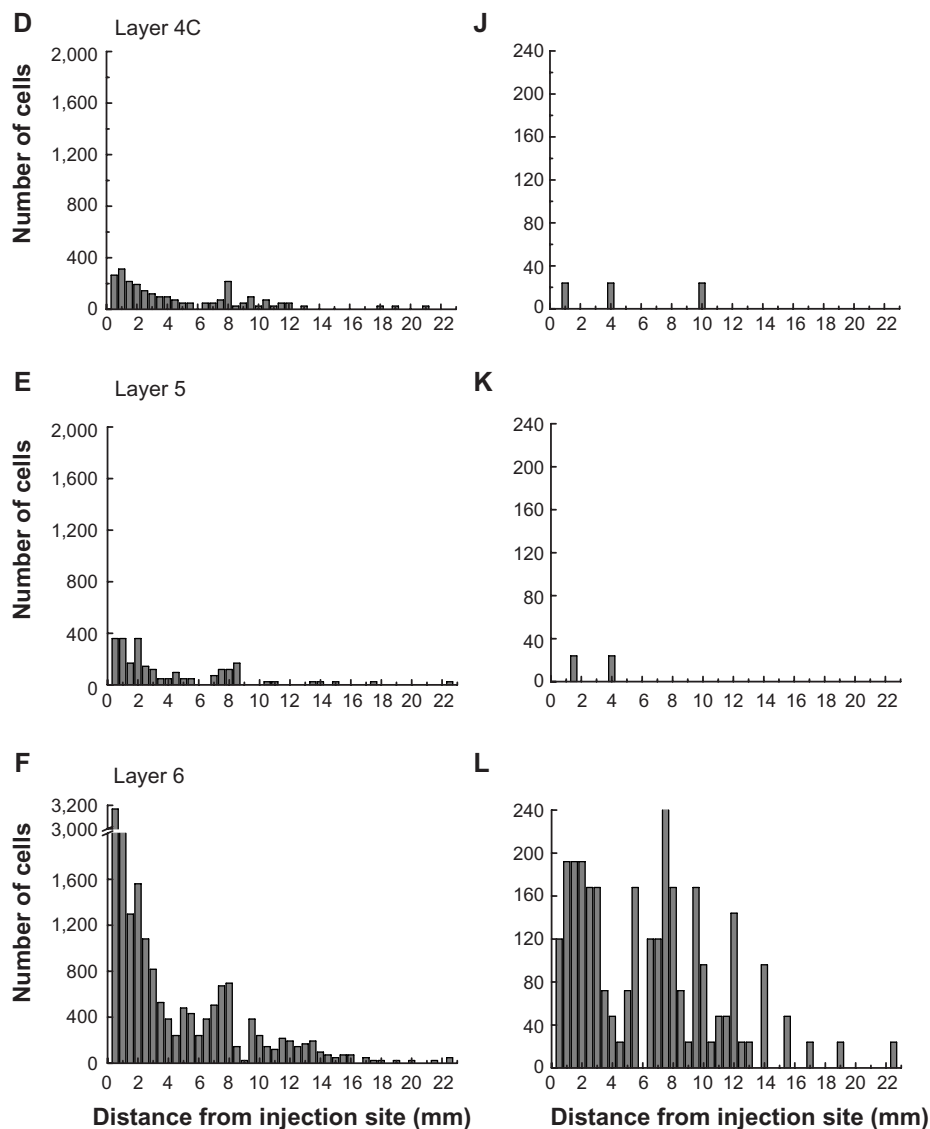 D
Layer 4C
J
Number of cells
2,000
1,600
1,200
800
400
0
0 2 4 6 8 10 12 14 16 18 20 22
240
200
160
120
80
40
0
0 2 4 6 8 10 12 14 16 18 20 22
E
Layer 5
K
Number of cells
2,000
1,600
1,200
800
400
0
0 2 4 6 8 10 12 14 16 18 20 22
240
200
160
120
80
40
0
0 2 4 6 8 10 12 14 16 18 20 22
F
Layer 6
L
Number of cells
3,200
3,000
1,600
1,200
800
400
0
0 2 4 6 8 10 12 14 16 18 20 22
Distance from injection site (mm)
240
200
160
120
80
40
0
0 2 4 6 8 10 12 14 16 18 20 22
Distance from injection site (mm)